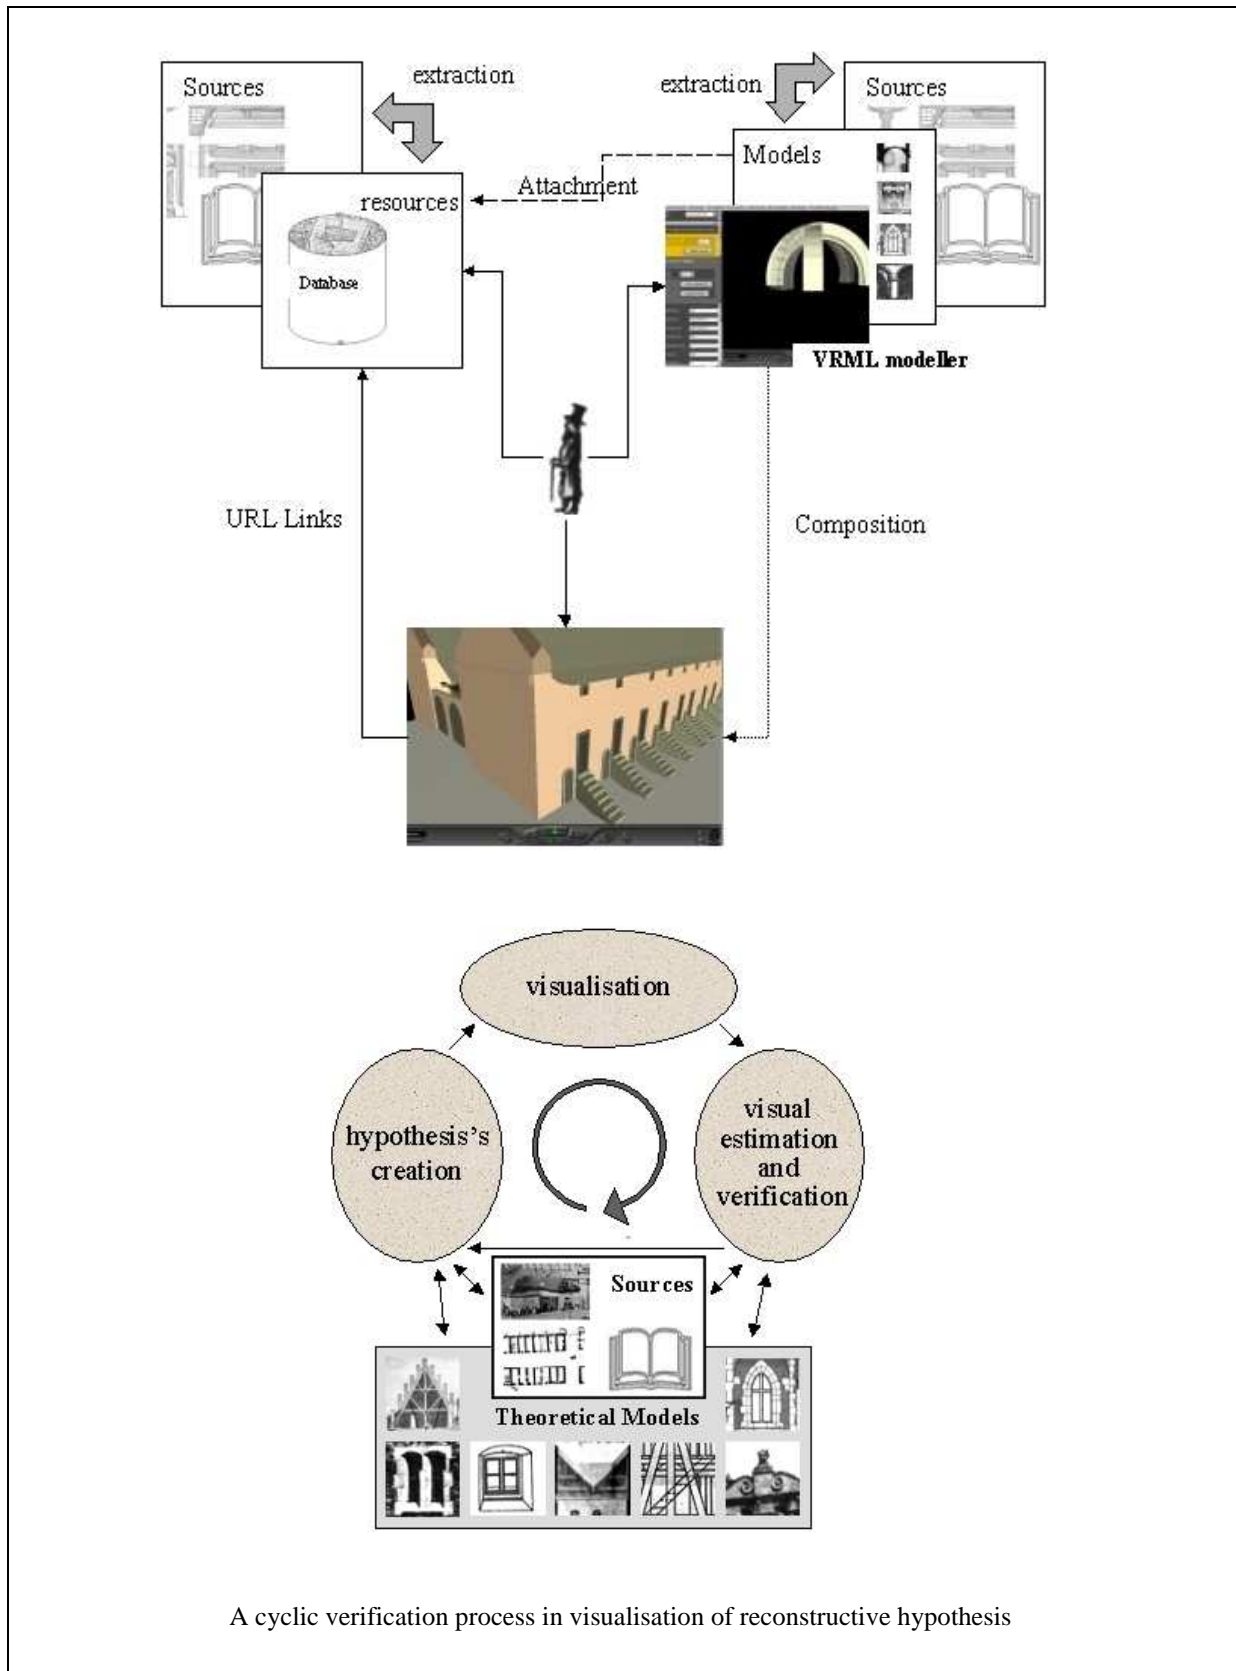 Sources
extraction
resources
Database
Attachment
extraction
Sources
Models
VRML modeller
URL Links
Composition
visualisation
hypothesis's
creation
visual
estimation
and
verification
Sources
Theoretical Models
A cyclic verification process in visualisation of reconstructive hypothesis